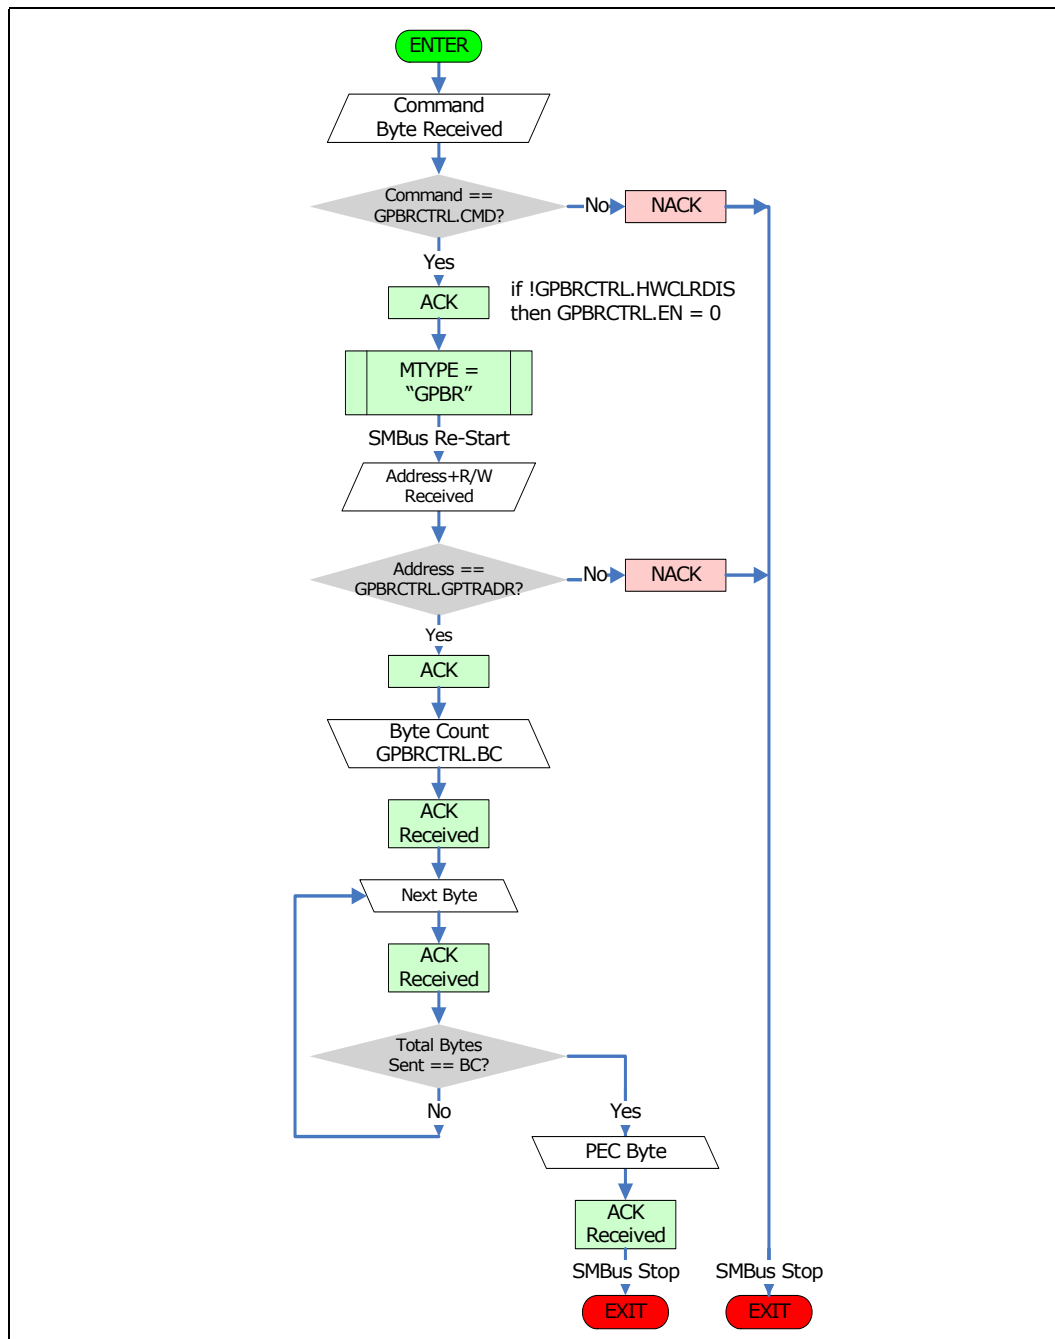 ENTER
Command
Byte Received
Command ==
GPBRCTRL.CMD?
No
NACK
Yes
ACK
if !GPBRCTRL.HWCLRDIS
then GPBRCTRL.EN = 0
MTYPE =
“GPBR”
SMBus Re-Start
Address+R/W
Received
Address ==
GPBRCTRL.GPTRADR?
No
NACK
Yes
ACK
Byte Count
GPBRCTRL.BC
ACK
Received
Next Byte
ACK
Received
Total Bytes
Sent == BC?
No
Yes
PEC Byte
ACK
Received
SMBus Stop
SMBus Stop
EXIT
EXIT